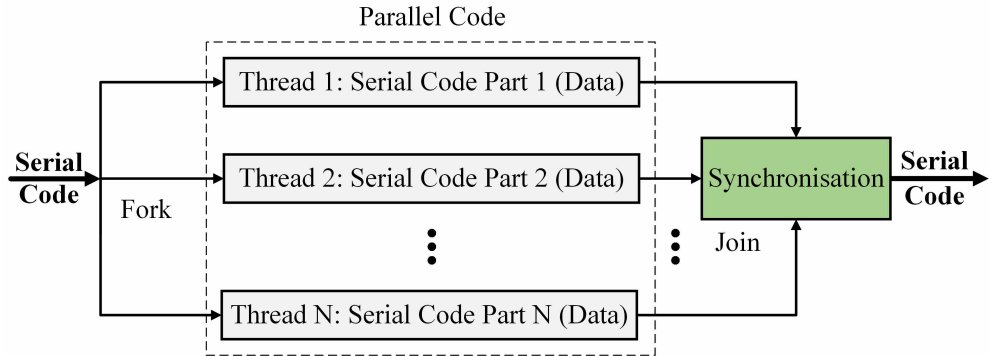 Parallel Code
Thread 1: Serial Code Part 1 (Data)
Serial
Code
Fork
Thread 2: Serial Code Part 2 (Data)
Synchronisation
Serial
Code
Join
Thread N: Serial Code Part N (Data)